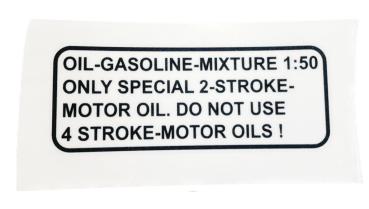 OIL-GASOLINE-MIXTURE 1:50
ONLY SPECIAL 2-STROKE-
MOTOR OIL. DO NOT USE
4 STROKE-MOTOR OILS !